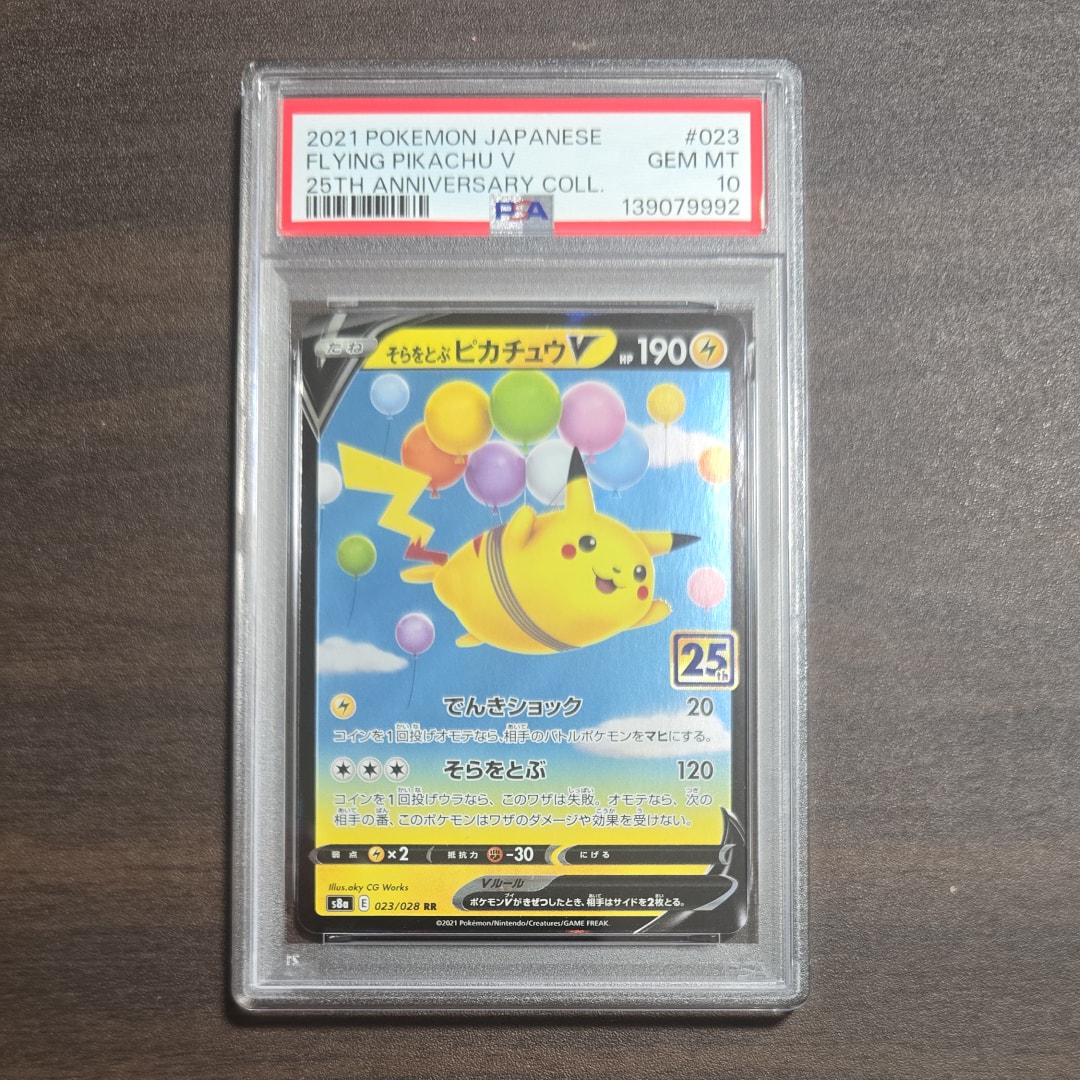 2021 POKEMON JAPANESE #023
FLYING PIKACHU V GEM MT
25TH ANNIVERSARY COLL. 10
PSA 139079992
たね そらをとぶピカチュウV HP 190
25th
でんきショック 20
コインを1回投げオモテなら、相手のバトルポケモンをマヒにする。
そらをとぶ 120
コインを1回投げウラなら、このワザは失敗。オモテなら、次の
相手の番、このポケモンはワザのダメージや効果を受けない。
弱点 ×2 抵抗力 -30 にげる
Illus.aky CG Works
Vルール
s8a E 023/028 RR ポケモンVがきぜつしたとき、相手はサイドを2枚とる。
©2021 Pokémon/Nintendo/Creatures/GAME FREAK.